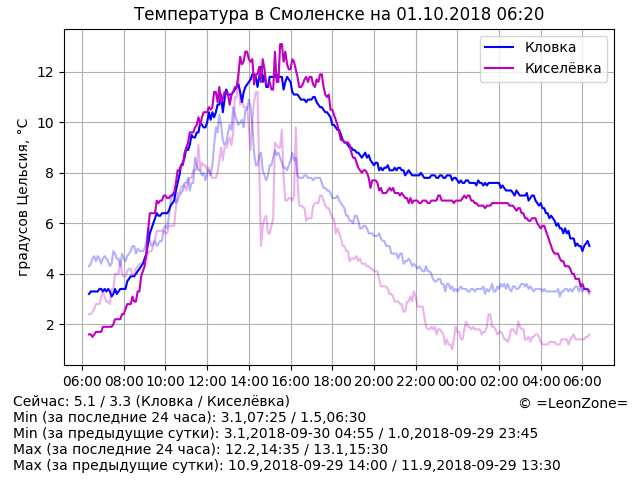 Температура в Смоленске на 01.10.2018 06:20
Кловка
Киселёвка
градусов Цельсия, °C
12
10
8
6
4
2
06:00 08:00 10:00 12:00 14:00 16:00 18:00 20:00 22:00 00:00 02:00 04:00 06:00
Сейчас: 5.1 / 3.3 (Кловка / Киселёвка)
© =LeonZone=
Min (за последние 24 часа): 3.1,07:25 / 1.5,06:30
Min (за предыдущие сутки): 3.1,2018-09-30 04:55 / 1.0,2018-09-29 23:45
Max (за последние 24 часа): 12.2,14:35 / 13.1,15:30
Max (за предыдущие сутки): 10.9,2018-09-29 14:00 / 11.9,2018-09-29 13:30